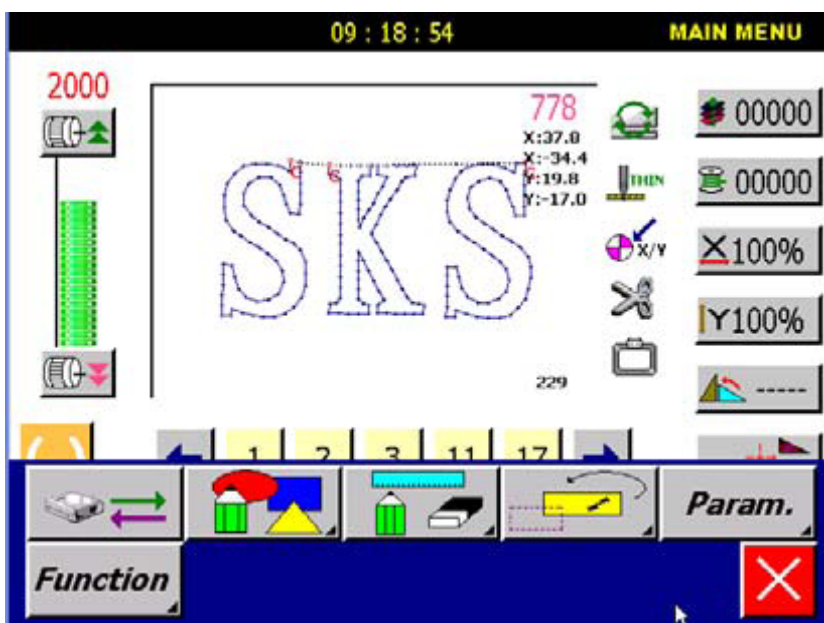 09 : 18 : 54
MAIN MENU
2000
778
X:37.8
X:-34.4
Y:19.8
Y:-17.0
SKS
229
THIN
X/Y
00000
00000
X100%
Y100%
-----
1 2 3 11 17
Param.
Function